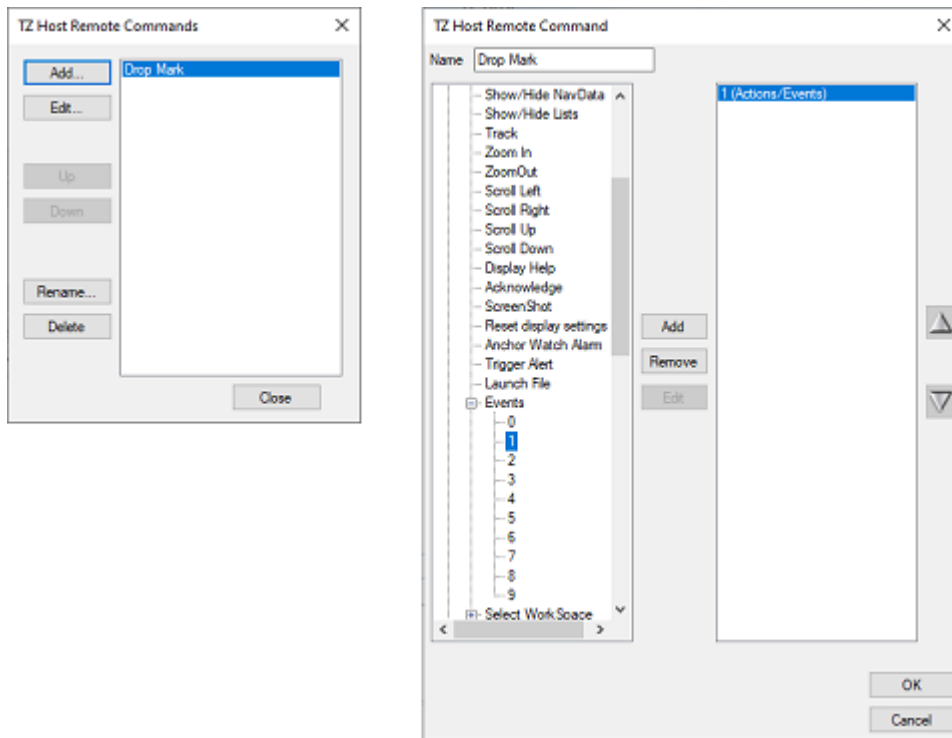 TZ Host Remote Commands
Add...
Drop Mark
Edit...
Up
Down
Rename...
Delete
Close
TZ Host Remote Command
Name Drop Mark
Show/Hide NavData
Show/Hide Lists
Track
Zoom In
ZoomOut
Scroll Left
Scroll Right
Scroll Up
Scroll Down
Display Help
Acknowledge
ScreenShot
Reset display settings
Anchor Watch Alarm
Trigger Alert
Launch File
Events
0
1
2
3
4
5
6
7
8
9
Select WorkSpace
Add
Remove
Edit
1 (Actions/Events)
OK
Cancel